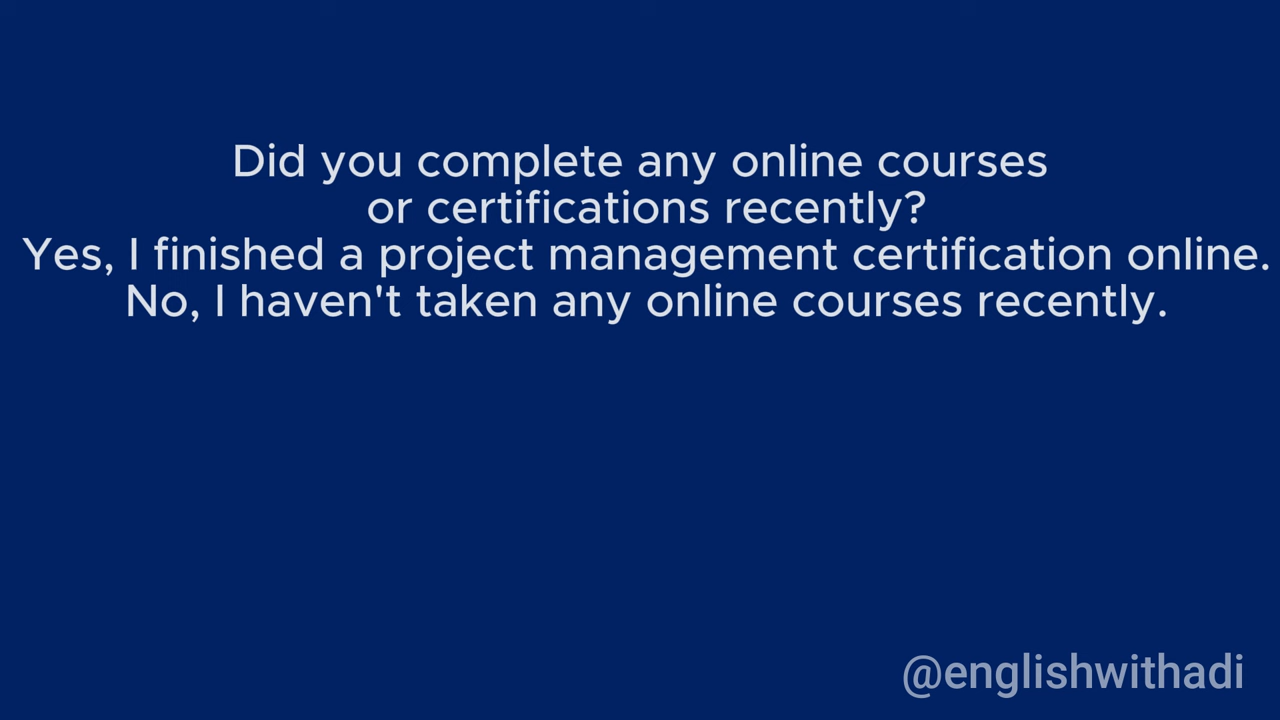 Did you complete any online courses
or certifications recently?
Yes, I finished a project management certification online.
No, I haven't taken any online courses recently.
@englishwithadi